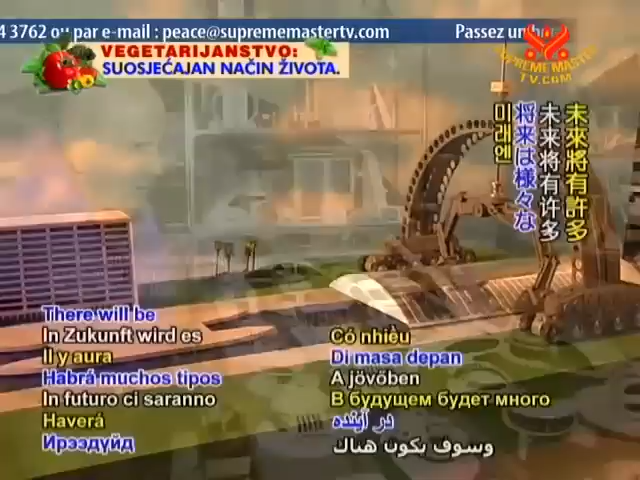 4 3762 ou par e-mail : peace@suprememastertv.com
Passez un
VEGETARIJANSTVO:
SUOSJEĆAJAN NAČIN ŽIVOTA.
SUPREME MASTER
TV.COM
未來將有許多
未来将有许多
将来は様々な
미래엔
There will be
In Zukunft wird es
Il y aura
Habrá muchos tipos
In futuro ci saranno
Haverá
Ирээдүйд
Có nhiều
Di masa depan
A jövőben
В будущем будет много
در آینده
وسوف يكون هناك